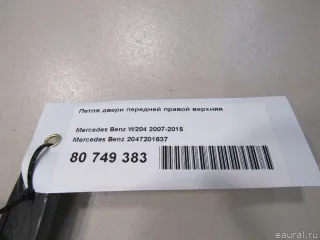 Петля двери передней правой верхняя
Mercedes Benz W204 2007-2015
Mercedes Benz 2047201637
80 749 383
eaural.ru